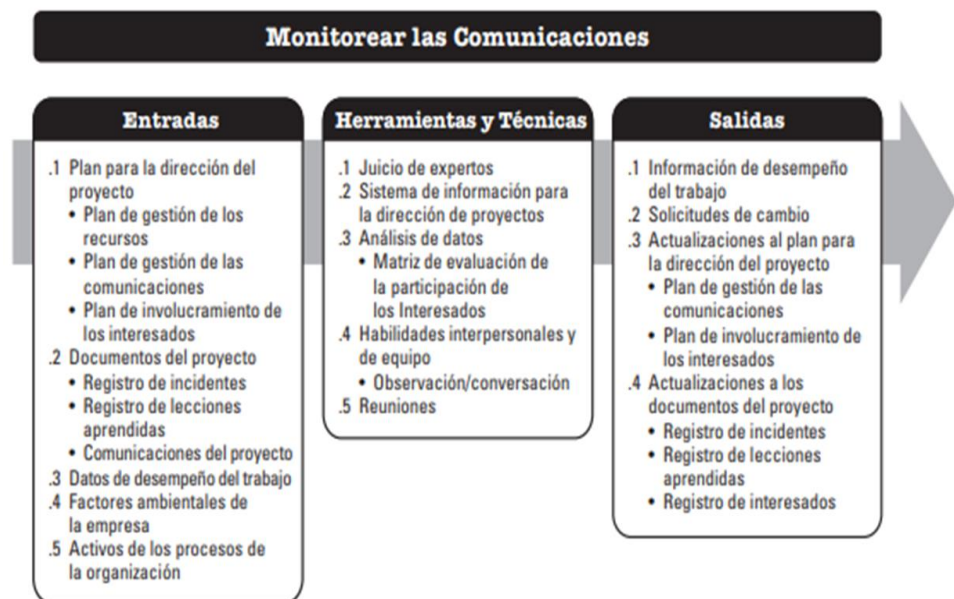 Monitorear las Comunicaciones
Entradas
.1 Plan para la dirección del
proyecto
• Plan de gestión de los
recursos
• Plan de gestión de las
comunicaciones
• Plan de involucramiento de
los interesados
.2 Documentos del proyecto
• Registro de incidentes
• Registro de lecciones
aprendidas
• Comunicaciones del proyecto
.3 Datos de desempeño del trabajo
.4 Factores ambientales de
la empresa
.5 Activos de los procesos de
la organización
Herramientas y Técnicas
.1 Juicio de expertos
.2 Sistema de información para
la dirección de proyectos
.3 Análisis de datos
• Matriz de evaluación de
la participación de
los Interesados
.4 Habilidades interpersonales y
de equipo
• Observación/conversación
.5 Reuniones
Salidas
.1 Información de desempeño
del trabajo
.2 Solicitudes de cambio
.3 Actualizaciones al plan para
la dirección del proyecto
• Plan de gestión de las
comunicaciones
• Plan de involucramiento de
los interesados
.4 Actualizaciones a los
documentos del proyecto
• Registro de incidentes
• Registro de lecciones
aprendidas
• Registro de interesados